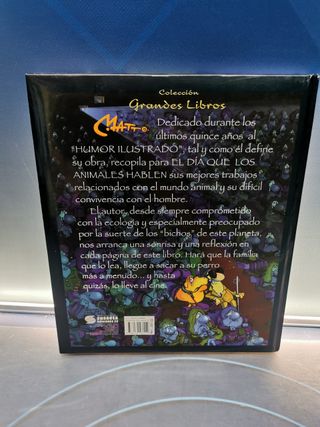 Colección
Grandes Libros
MATT©. Dedicado durante los
últimos quince años al
"HUMOR ILUSTRADO", tal y cómo él define
su obra, recopila para EL DÍA QUE LOS
ANIMALES HABLEN sus mejores trabajos
relacionados con el mundo animal y su dificil
convivencia con el hombre.
El autor, desde siempre comprometido
con la ecología y especialmente preocupado
por la suerte de los "bichos" de este planeta,
nos arranca una sonrisa y una reflexión en
cada página de este libro. Hará que la familia
que lo lea, llegue a sacar a su perro
más a menudo... y hasta
quizás, lo lleve al cine.